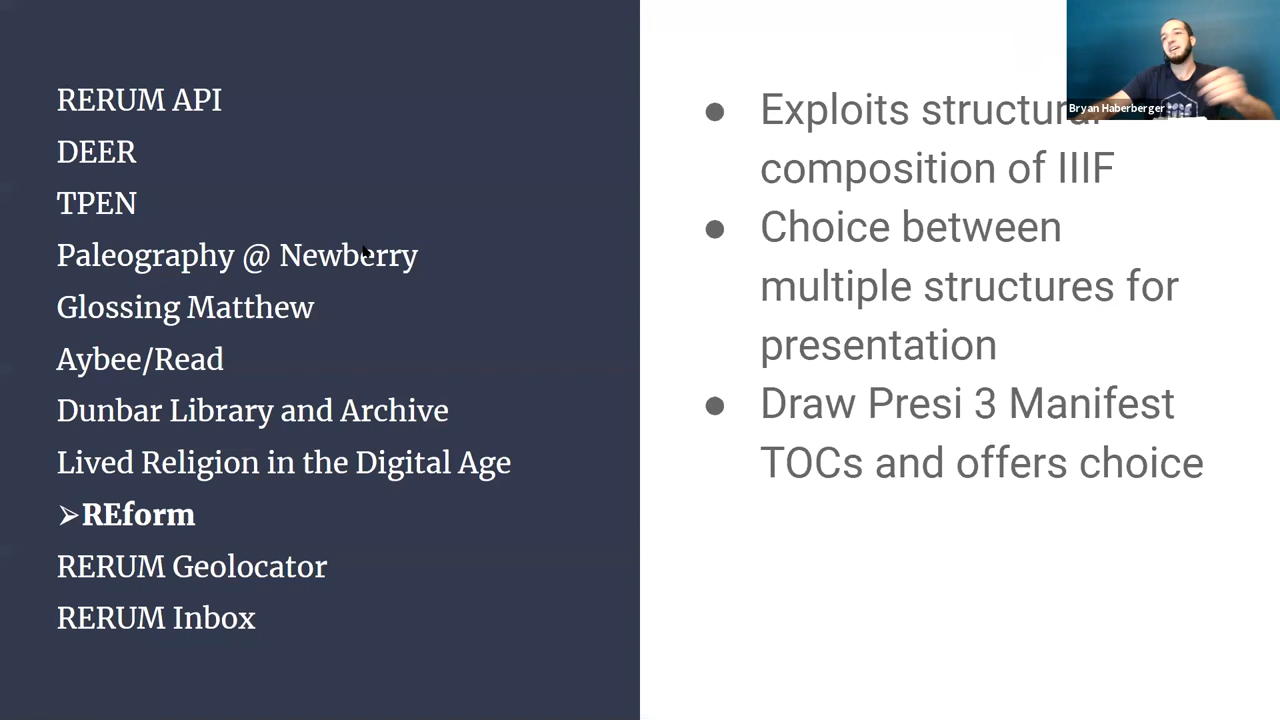 RERUM API
DEER
TPEN
Paleography @ Newberry
Glossing Matthew
Aybee/Read
Dunbar Library and Archive
Lived Religion in the Digital Age
➢REform
RERUM Geolocator
RERUM Inbox
● Exploits structural
composition of IIIF
● Choice between
multiple structures for
presentation
● Draw Presi 3 Manifest
TOCs and offers choice
Bryan Haberberger